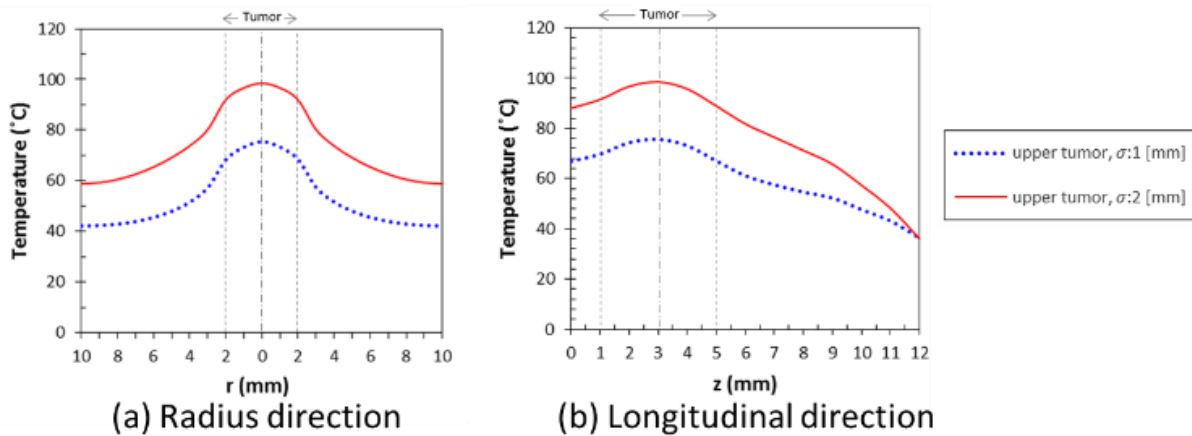 Tumor
Temperature (˚C)
120
100
80
60
40
20
0
10 8 6 4 2 0 2 4 6 8 10
r (mm)
(a) Radius direction
Tumor
Temperature (˚C)
120
100
80
60
40
20
0
0 1 2 3 4 5 6 7 8 9 10 11 12
z (mm)
(b) Longitudinal direction
upper tumor, σ:1 [mm]
upper tumor, σ:2 [mm]